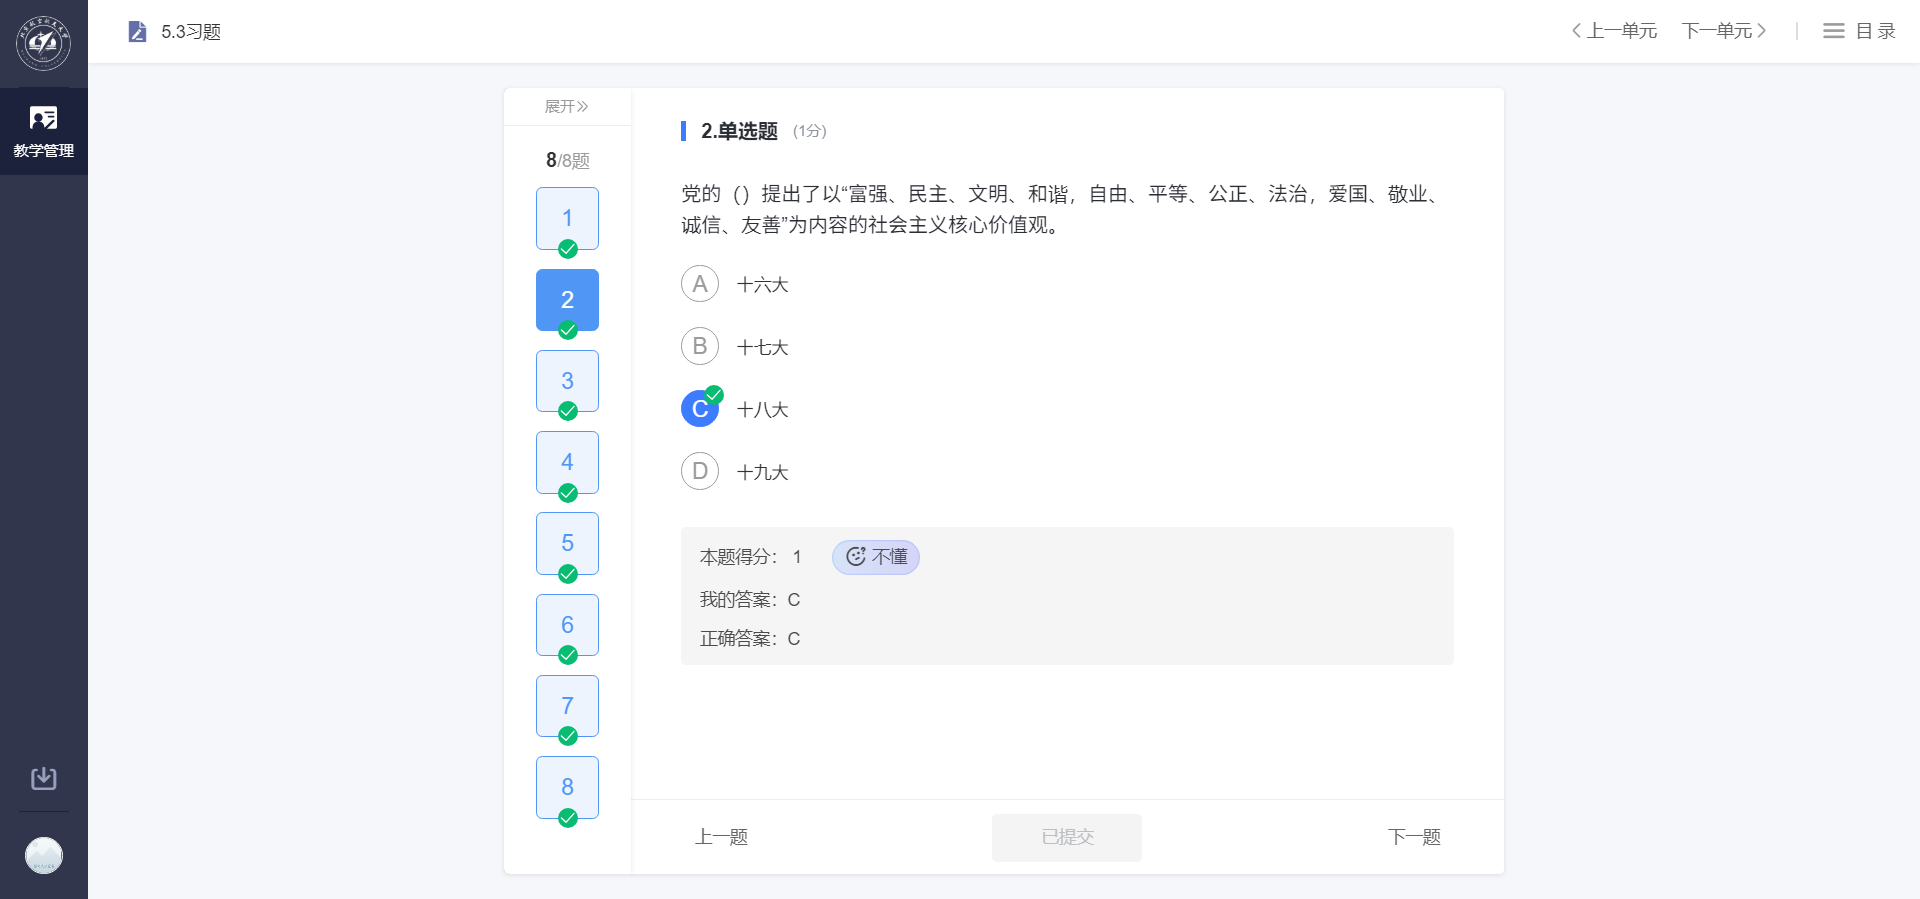 5.3习题
上一单元 下一单元 目录
教学管理
展开
8/8题
1
2
3
4
5
6
7
8
2.单选题 (1分)
党的（）提出了以“富强、民主、文明、和谐，自由、平等、公正、法治，爱国、敬业、
诚信、友善”为内容的社会主义核心价值观。
A 十六大
B 十七大
C 十八大
D 十九大
本题得分： 1 不懂
我的答案：C
正确答案：C
上一题 已提交 下一题